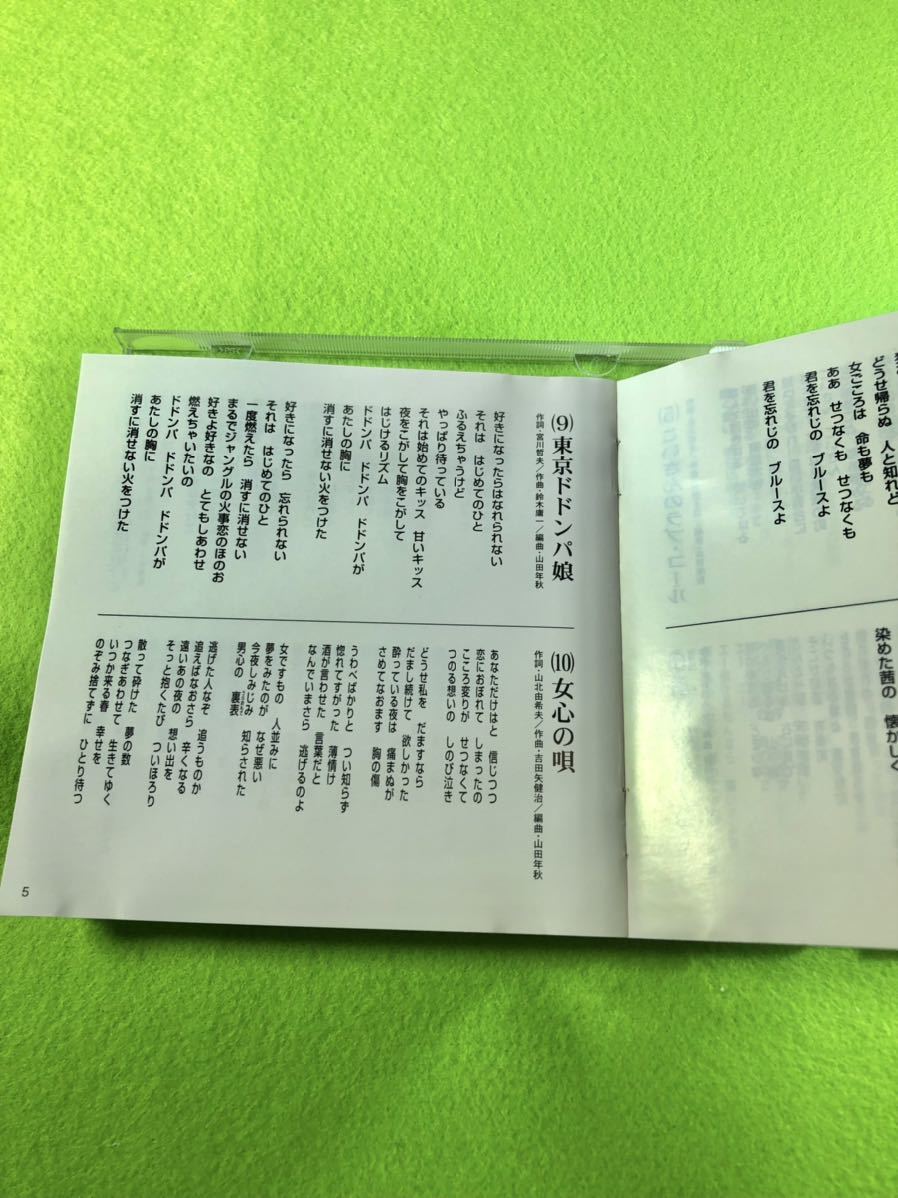 どうせ帰らぬ 人と知れど
女ごころは 命も夢も
ああ せつなくも せつなくも
君を忘れじの ブルースよ
君を忘れじの ブルースよ
染めた茜の 懐かしく
(9)東京ドドンパ娘
作詞・宮川哲夫/作曲・鈴木庸一/編曲・山田年秋
好きになったらはなれられない
それは はじめてのひと
ふるえちゃうけど
やっぱり待っている
それは始めてのキッス 甘いキッス
夜をこがして胸をこがして
はじけるリズム
ドドンパ ドドンパ ドドンパが
あたしの胸に
消すに消せない火をつけた
好きになったら 忘れられない
それは はじめてのひと
一度燃えたら 消すに消せない
まるでジャングルの火事恋のほのお
好きよ好きなの とてもしあわせ
燃えちゃいたいの
ドドンパ ドドンパ ドドンパが
あたしの胸に
消すに消せない火をつけた
(10)女心の唄
作詞・山北由希夫/作曲・吉田矢健治/編曲・山田年秋
あなただけはと 信じつつ
恋におぼれて しまったの
こころ変りが せつなくて
つのる想いの しのび泣き
どうせ私を だますなら
だまし続けて 欲しかった
酔っている夜は 痛まぬが
さめてなおます 胸の傷
うわべばかりと つい知らず
惚れてすがった 薄情け
酒が言わせた 言葉だと
なんでいまさら 逃げるのよ
女ですもの 人並みに
夢をみたのが なぜ悪い
今夜しみじみ 知らされた
男心の 裏表
逃げた人なぞ 追うものか
追えばなおさら 辛くなる
遠いあの夜の 想い出を
そっと抱くたび ついほろり
散って砕けた 夢の数
つなぎあわせて 生きてゆく
いつか来る春 幸せを
のぞみ捨てずに ひとり待つ
5